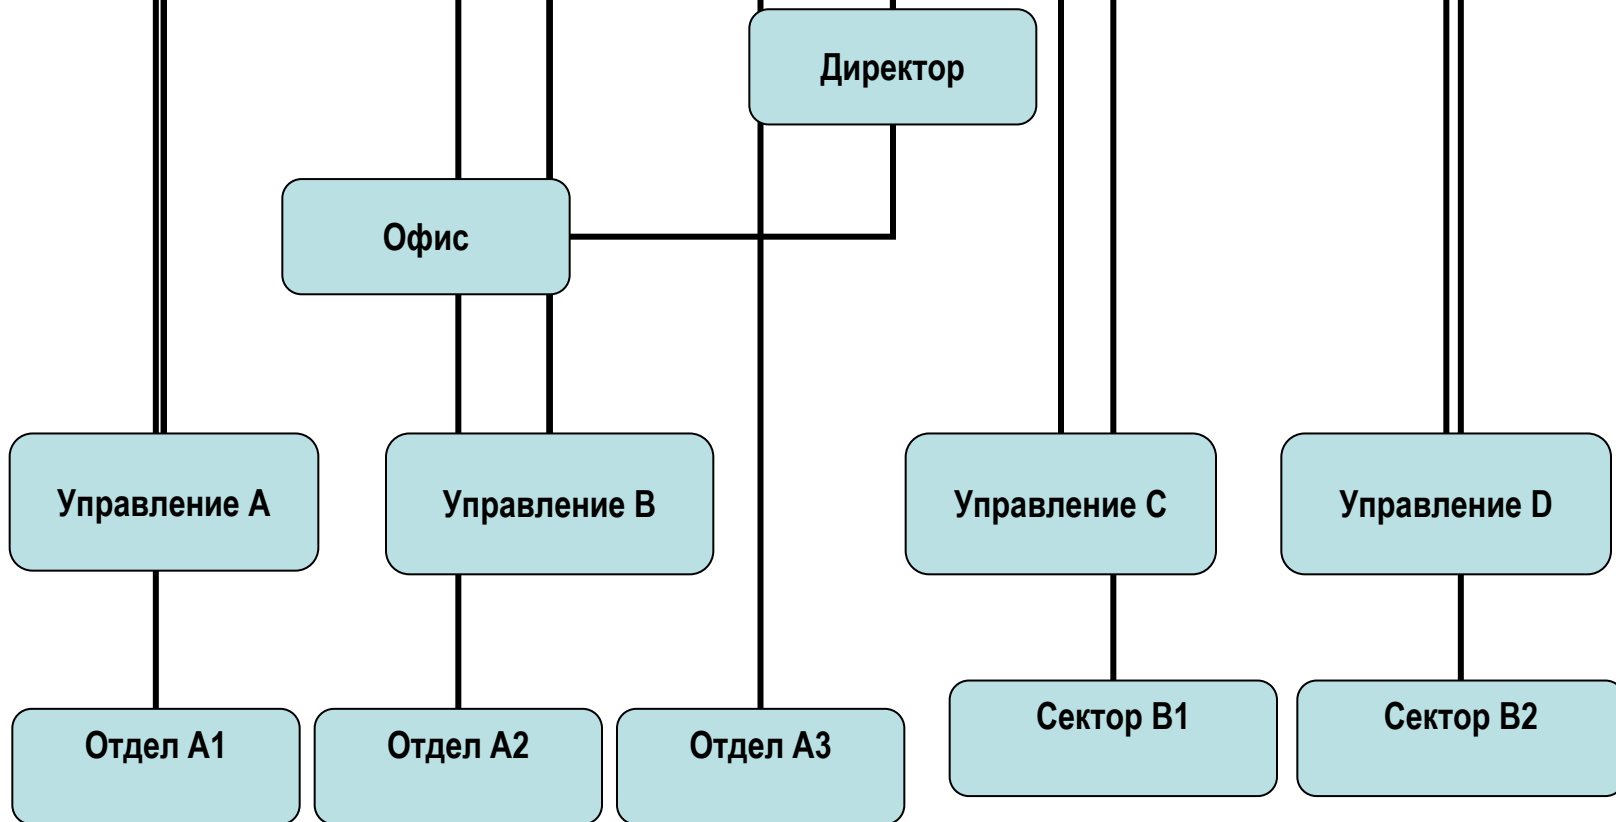 Директор
Офис
Управление A
Управление B
Управление C
Управление D
Сектор B1
Сектор B2
Отдел A1
Отдел A2
Отдел A3